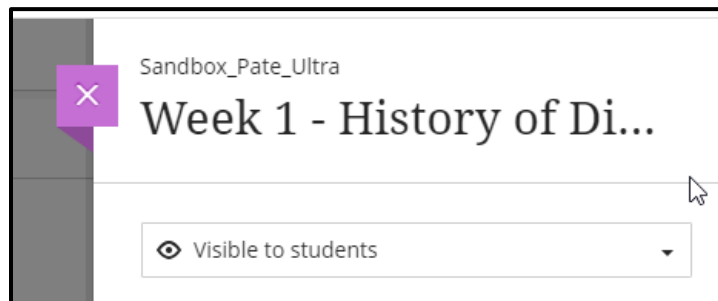 Sandbox_Pate_Ultra
Week 1 - History of Di...
Visible to students